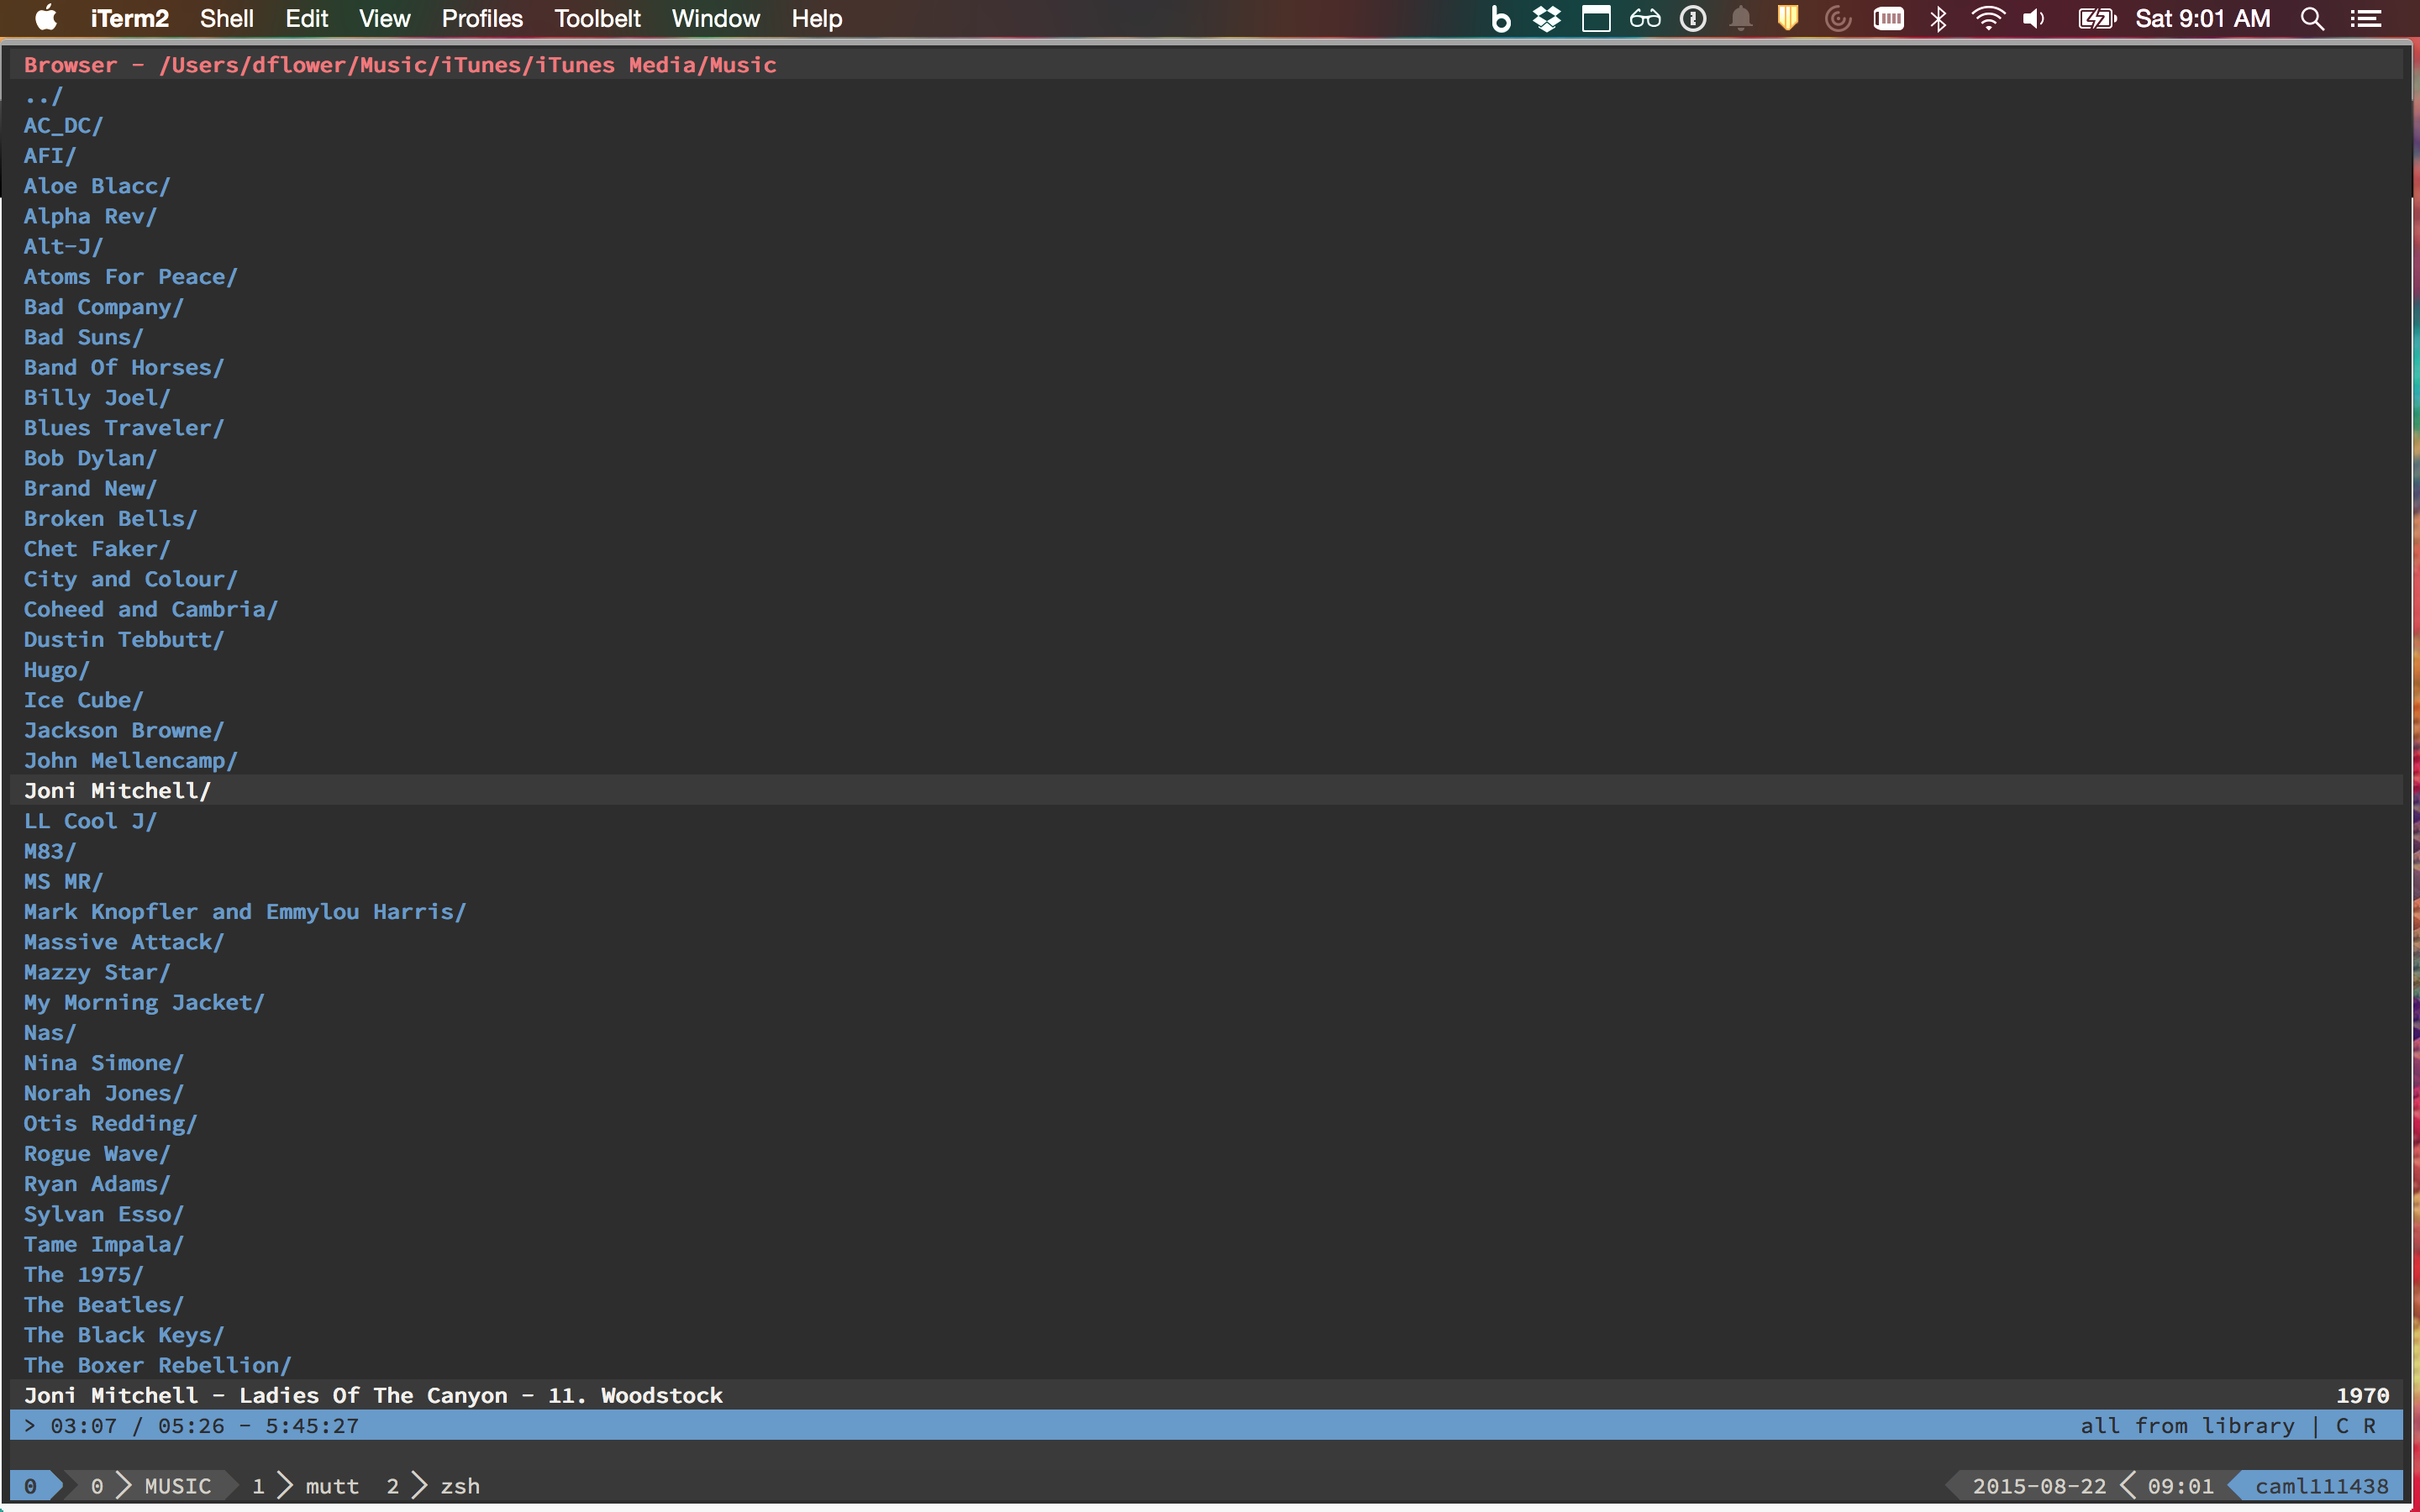 iTerm2 Shell Edit View Profiles Toolbelt Window Help Sat 9:01 AM
Browser - /Users/dflower/Music/iTunes/iTunes Media/Music
../
AC_DC/
AFI/
Aloe Blacc/
Alpha Rev/
Alt-J/
Atoms For Peace/
Bad Company/
Bad Suns/
Band Of Horses/
Billy Joel/
Blues Traveler/
Bob Dylan/
Brand New/
Broken Bells/
Chet Faker/
City and Colour/
Coheed and Cambria/
Dustin Tebbutt/
Hugo/
Ice Cube/
Jackson Browne/
John Mellencamp/
Joni Mitchell/
LL Cool J/
M83/
MS MR/
Mark Knopfler and Emmylou Harris/
Massive Attack/
Mazzy Star/
My Morning Jacket/
Nas/
Nina Simone/
Norah Jones/
Otis Redding/
Rogue Wave/
Ryan Adams/
Sylvan Esso/
Tame Impala/
The 1975/
The Beatles/
The Black Keys/
The Boxer Rebellion/
Joni Mitchell - Ladies Of The Canyon - 11. Woodstock 1970
> 03:07 / 05:26 - 5:45:27 all from library | C R
0 0 MUSIC 1 mutt 2 zsh 2015-08-22 09:01 caml111438